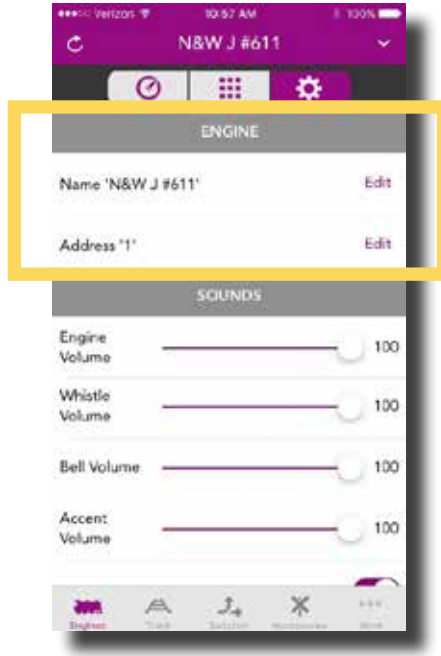 Verizon 10:57 AM 100%
N&W J #611
ENGINE
Name 'N&W J #611' Edit
Address '1' Edit
SOUNDS
Engine
Volume 100
Whistle
Volume 100
Bell Volume 100
Accent
Volume 100
Engines Track Switches Accessories More